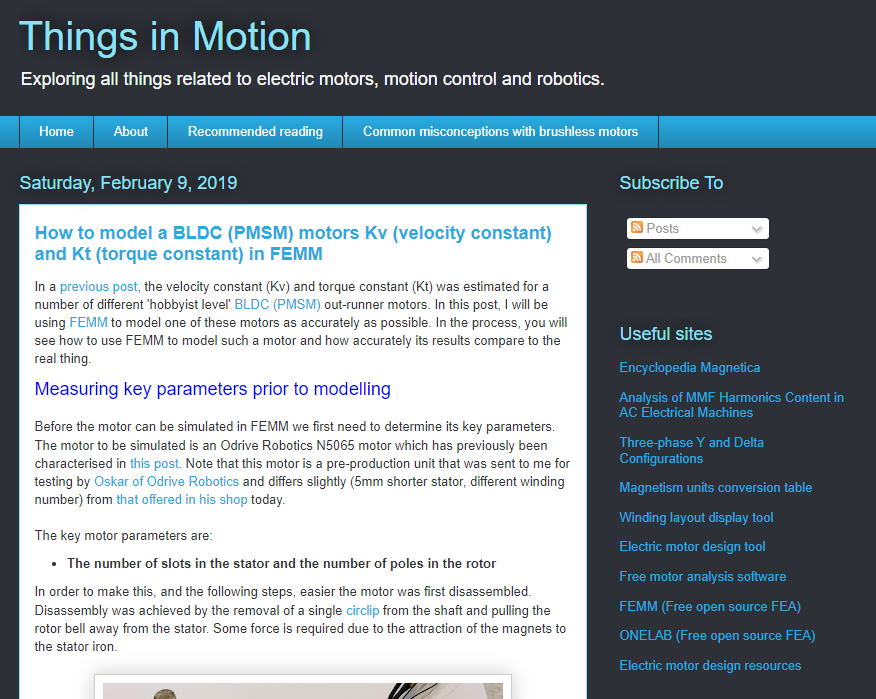 Things in Motion
Exploring all things related to electric motors, motion control and robotics.
Home
About
Recommended reading
Common misconceptions with brushless motors
Saturday, February 9, 2019
How to model a BLDC (PMSM) motors Kv (velocity constant)
and Kt (torque constant) in FEMM
In a previous post, the velocity constant (Kv) and torque constant (Kt) was estimated for a
number of different 'hobbyist level' BLDC (PMSM) out-runner motors. In this post, I will be
using FEMM to model one of these motors as accurately as possible. In the process, you will
see how to use FEMM to model such a motor and how accurately its results compare to the
real thing.
Measuring key parameters prior to modelling
Before the motor can be simulated in FEMM we first need to determine its key parameters.
The motor to be simulated is an Odrive Robotics N5065 motor which has previously been
characterised in this post. Note that this motor is a pre-production unit that was sent to me for
testing by Oskar of Odrive Robotics and differs slightly (5mm shorter stator, different winding
number) from that offered in his shop today.
The key motor parameters are:
• The number of slots in the stator and the number of poles in the rotor
In order to make this, and the following steps, easier the motor was first disassembled.
Disassembly was achieved by the removal of a single circlip from the shaft and pulling the
rotor bell away from the stator. Some force is required due to the attraction of the magnets to
the stator iron.
Subscribe To
Posts
All Comments
Useful sites
Encyclopedia Magnetica
Analysis of MMF Harmonics Content in
AC Electrical Machines
Three-phase Y and Delta
Configurations
Magnetism units conversion table
Winding layout display tool
Electric motor design tool
Free motor analysis software
FEMM (Free open source FEA)
ONELAB (Free open source FEA)
Electric motor design resources